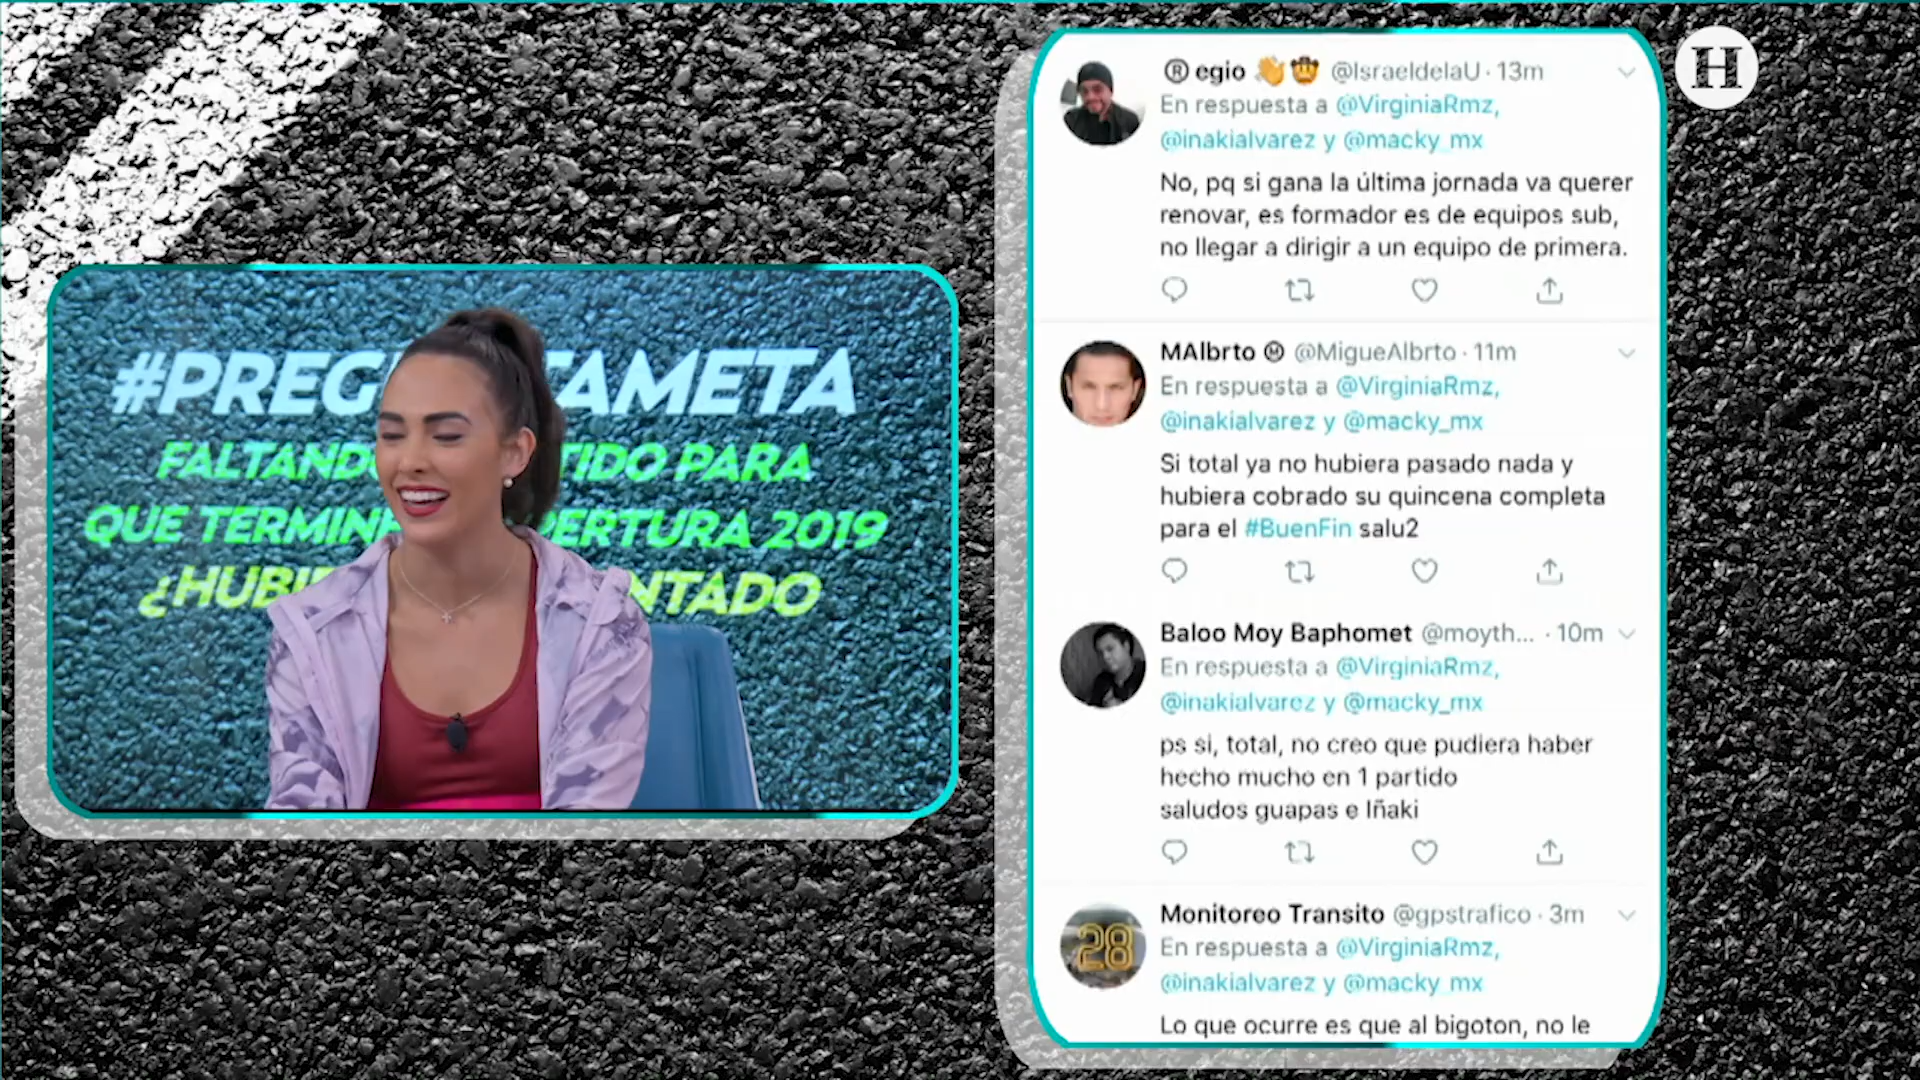 #PREG TAMETA
FALTAND TIDO PARA
QUE TERMINE PERTURA 2019
¿HUBI NTADO
®egio 👏🤠 @IsraeldelaU · 13m
En respuesta a @VirginiaRmz,
@inakialvarez y @macky_mx
No, pq si gana la última jornada va querer
renovar, es formador es de equipos sub,
no llegar a dirigir a un equipo de primera.
MAlbrto Ⓜ @MigueAlbrto · 11m
En respuesta a @VirginiaRmz,
@inakialvarez y @macky_mx
Si total ya no hubiera pasado nada y
hubiera cobrado su quincena completa
para el #BuenFin salu2
Baloo Moy Baphomet @moyth... · 10m
En respuesta a @VirginiaRmz,
@inakialvarez y @macky_mx
ps si, total, no creo que pudiera haber
hecho mucho en 1 partido
saludos guapas e Iñaki
28
Monitoreo Transito @gpstrafico · 3m
En respuesta a @VirginiaRmz,
@inakialvarez y @macky_mx
Lo que ocurre es que al bigoton, no le
H